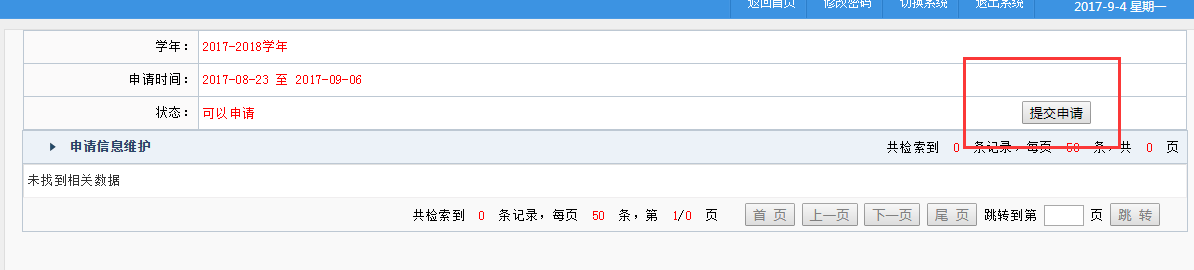 返回首页 修改密码 切换系统 退出系统 2017-9-4 星期一
学年： 2017-2018学年
申请时间： 2017-08-23 至 2017-09-06
状态： 可以申请 提交申请
申请信息维护 共检索到 0 条记录，每页 50 条，共 0 页
未找到相关数据
共检索到 0 条记录，每页 50 条，第 1/0 页 首 页 上一页 下一页 尾 页 跳转到第 页 跳 转